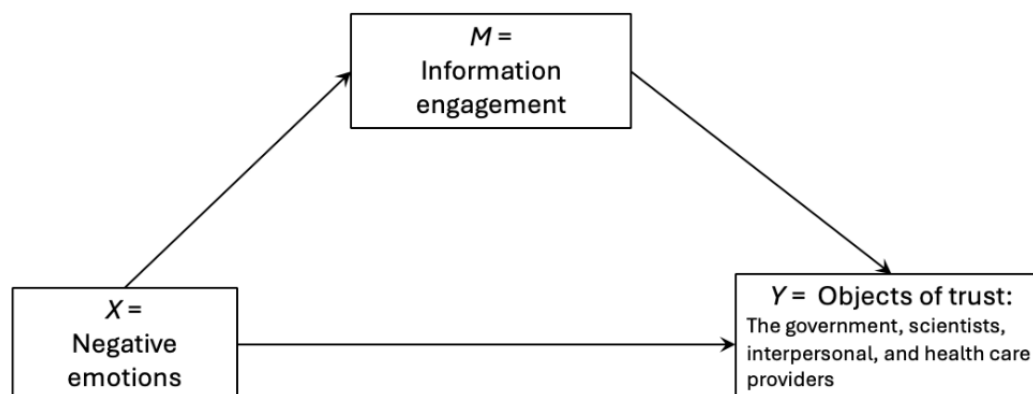 M =
Information
engagement
X =
Negative
emotions
Y = Objects of trust:
The government, scientists,
interpersonal, and health care
providers